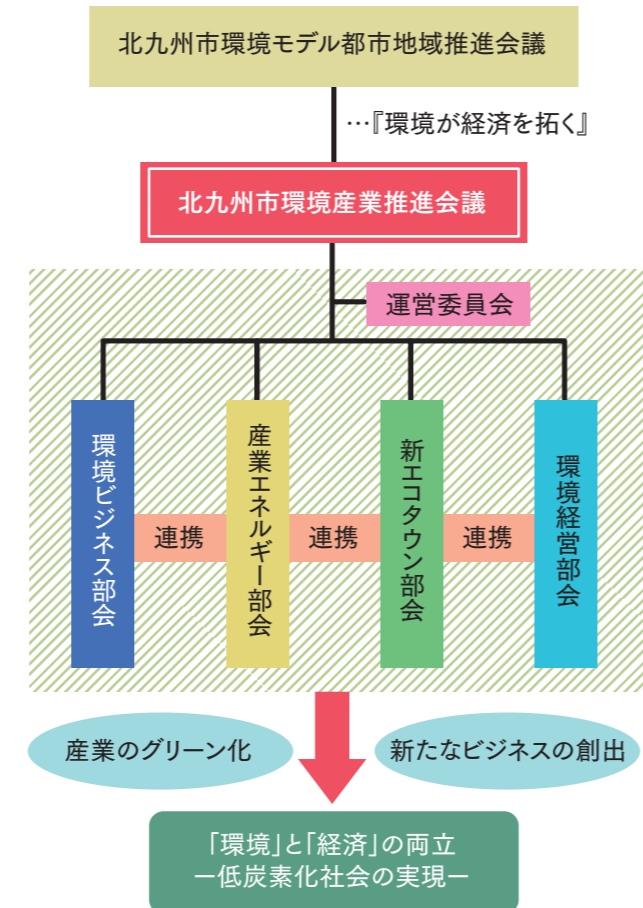 北九州市環境モデル都市地域推進会議
…『環境が経済を拓く』
北九州市環境産業推進会議
運営委員会
環境ビジネス部会
連携
産業エネルギー部会
連携
新エコタウン部会
連携
環境経営部会
産業のグリーン化
新たなビジネスの創出
「環境」と「経済」の両立
ー低炭素化社会の実現ー